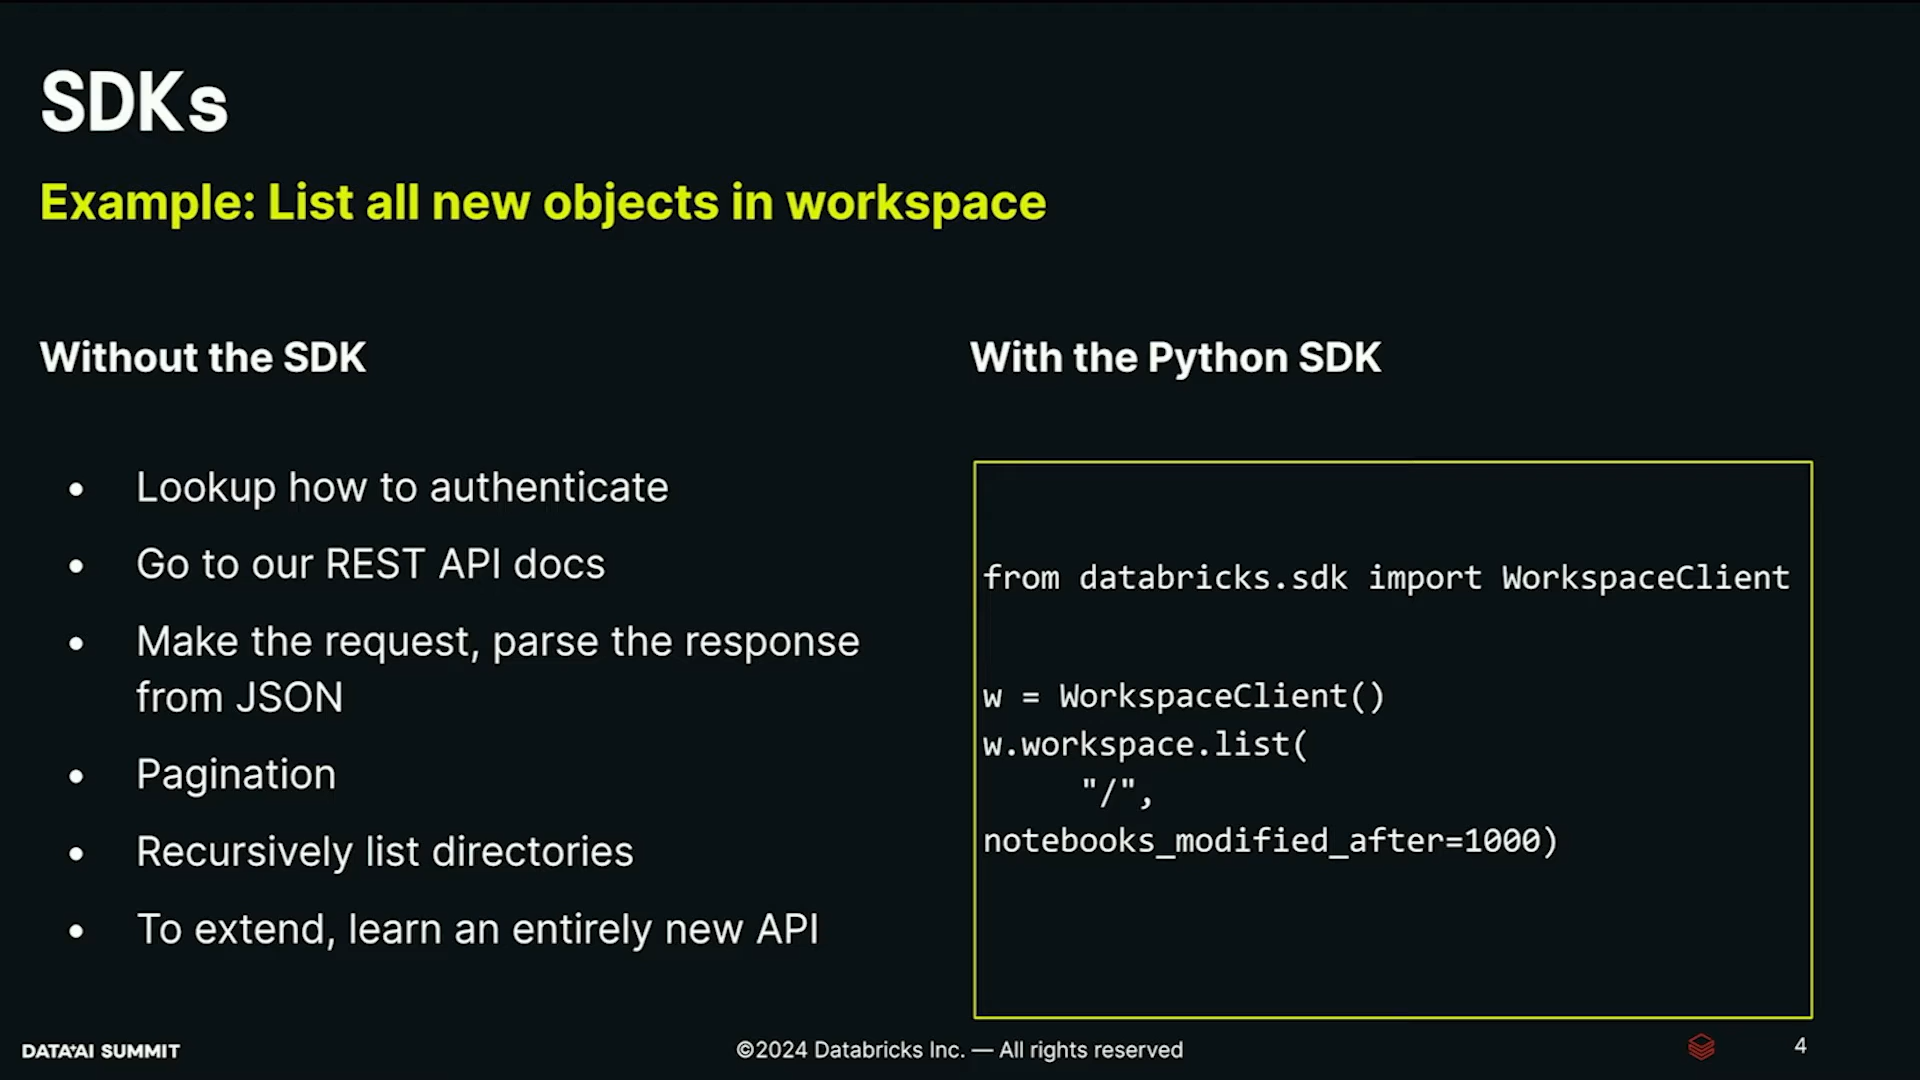 SDKs
Example: List all new objects in workspace
Without the SDK
• Lookup how to authenticate
• Go to our REST API docs
• Make the request, parse the response
from JSON
• Pagination
• Recursively list directories
• To extend, learn an entirely new API
With the Python SDK
from databricks.sdk import WorkspaceClient
w = WorkspaceClient()
w.workspace.list(
"/",
notebooks_modified_after=1000)
DATA+AI SUMMIT
©2024 Databricks Inc. — All rights reserved
4